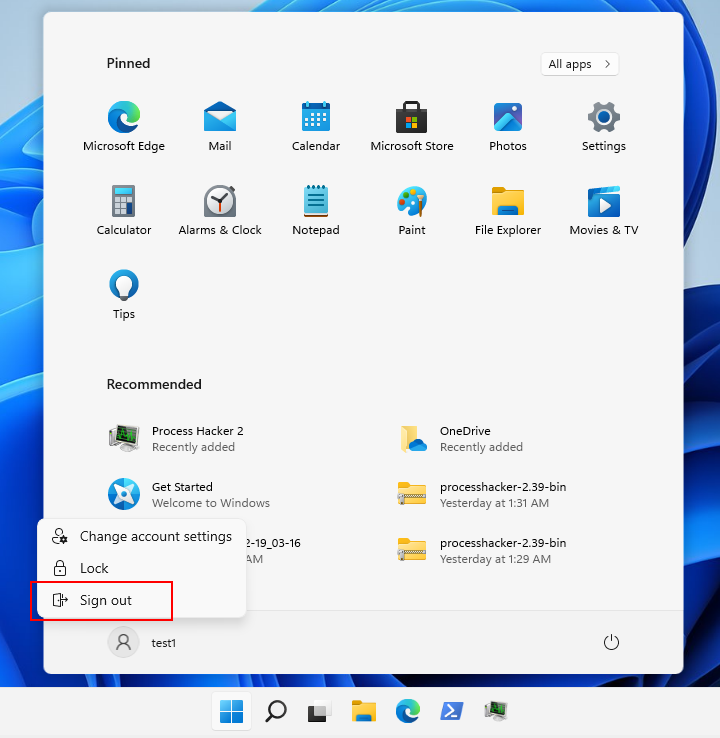 Pinned
All apps
Microsoft Edge
Mail
Calendar
Microsoft Store
Photos
Settings
Calculator
Alarms & Clock
Notepad
Paint
File Explorer
Movies & TV
Tips
Recommended
Process Hacker 2
Recently added
OneDrive
Recently added
Get Started
Welcome to Windows
processhacker-2.39-bin
Yesterday at 1:31 AM
2-19_03-16
AM
processhacker-2.39-bin
Yesterday at 1:29 AM
Change account settings
Lock
Sign out
test1